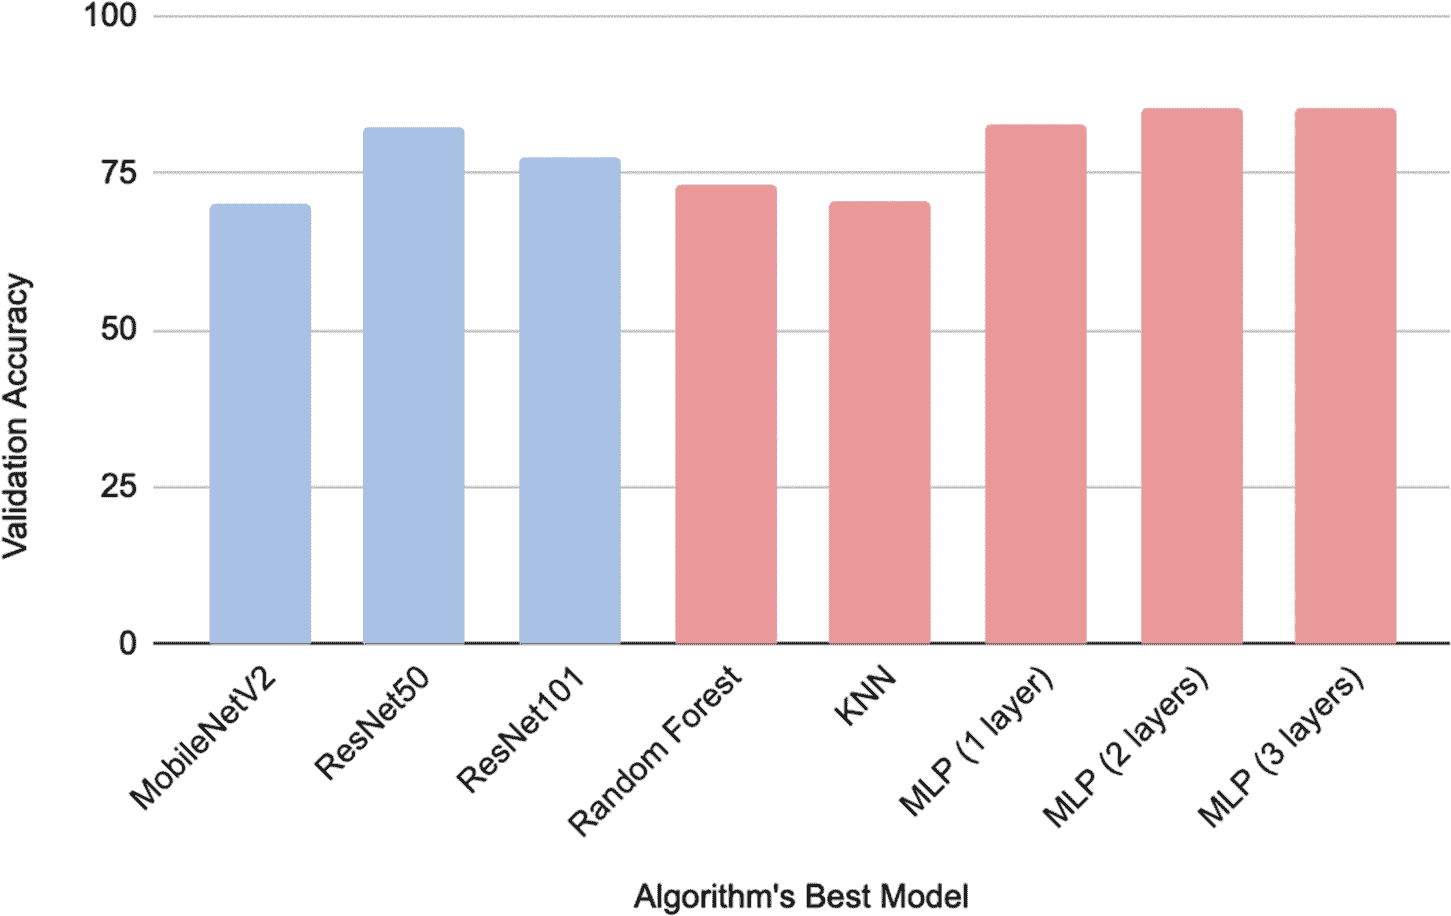 100
75
50
25
0
Validation Accuracy
MobileNetV2
ResNet50
ResNet101
Random Forest
KNN
MLP (1 layer)
MLP (2 layers)
MLP (3 layers)
Algorithm's Best Model